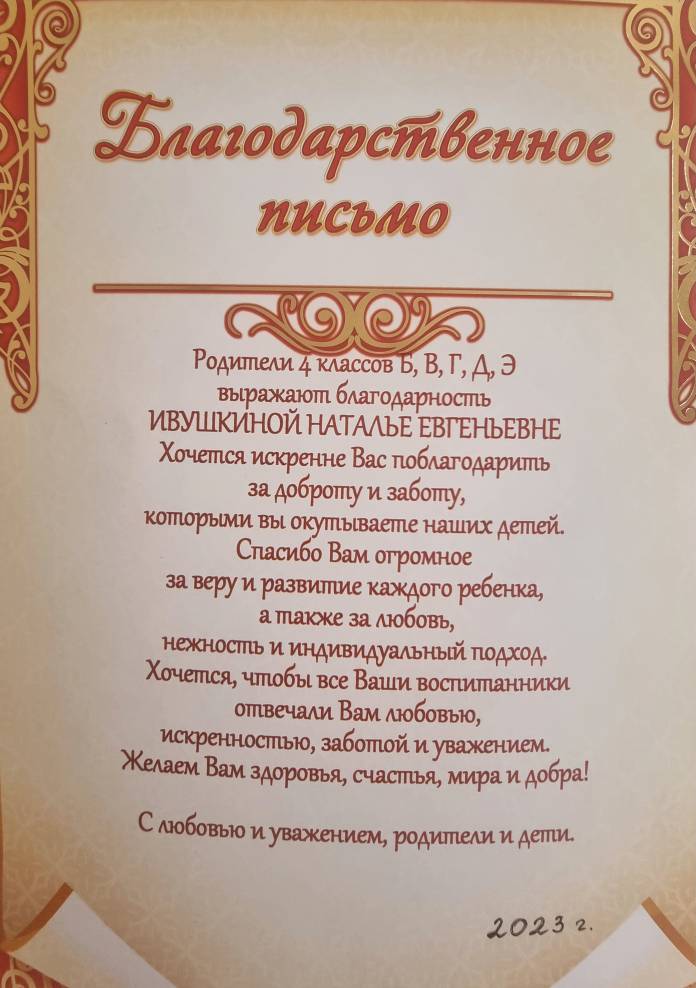 Благодарственное
письмо
Родители 4 классов Б, В, Г, Д, Э
выражают благодарность
ИВУШКИНОЙ НАТАЛЬЕ ЕВГЕНЬЕВНЕ
Хочется искренне Вас поблагодарить
за доброту и заботу,
которыми вы окутываете наших детей.
Спасибо Вам огромное
за веру и развитие каждого ребенка,
а также за любовь,
нежность и индивидуальный подход.
Хочется, чтобы все Ваши воспитанники
отвечали Вам любовью,
искренностью, заботой и уважением.
Желаем Вам здоровья, счастья, мира и добра!
С любовью и уважением, родители и дети.
2023 г.